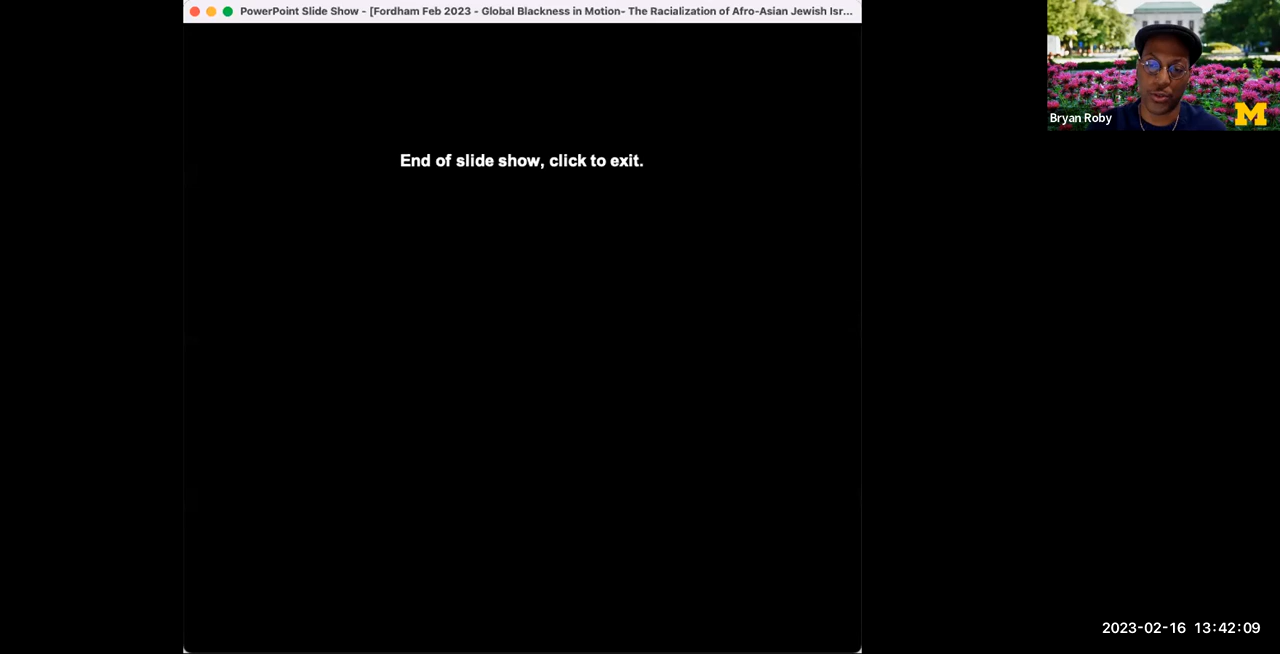 PowerPoint Slide Show - [Fordham Feb 2023 - Global Blackness in Motion- The Racialization of Afro-Asian Jewish Isr...
End of slide show, click to exit.
Bryan Roby
M
2023-02-16 13:42:09